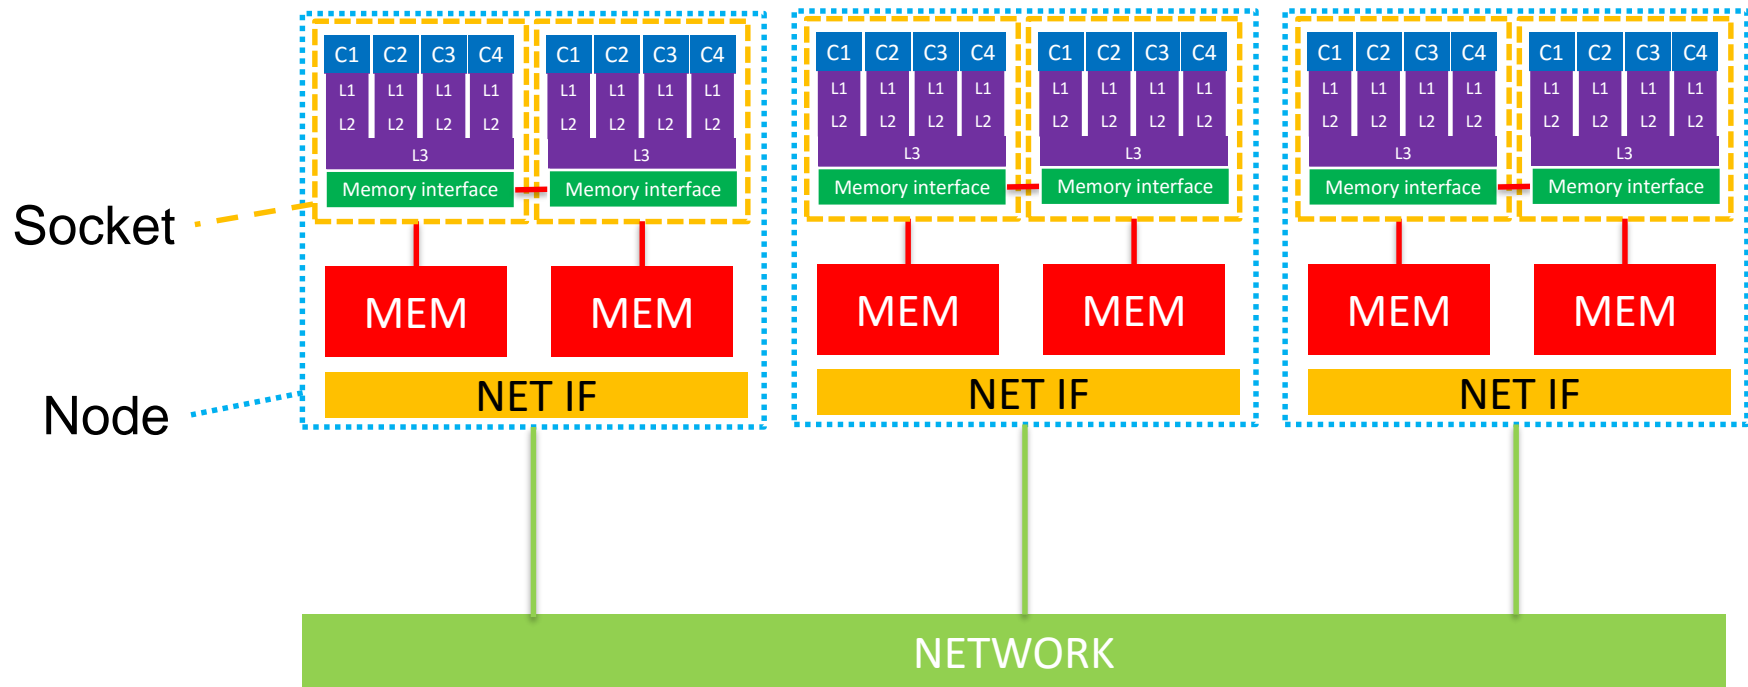 C1 C2 C3 C4 C1 C2 C3 C4 C1 C2 C3 C4 C1 C2 C3 C4 C1 C2 C3 C4 C1 C2 C3 C4
L1 L1 L1 L1 L1 L1 L1 L1 L1 L1 L1 L1 L1 L1 L1 L1 L1 L1 L1 L1 L1 L1 L1 L1
L2 L2 L2 L2 L2 L2 L2 L2 L2 L2 L2 L2 L2 L2 L2 L2 L2 L2 L2 L2 L2 L2 L2 L2
L3 L3 L3 L3 L3 L3
Memory interface Memory interface Memory interface Memory interface Memory interface Memory interface
Socket
MEM MEM MEM MEM MEM MEM
NET IF NET IF NET IF
Node
NETWORK